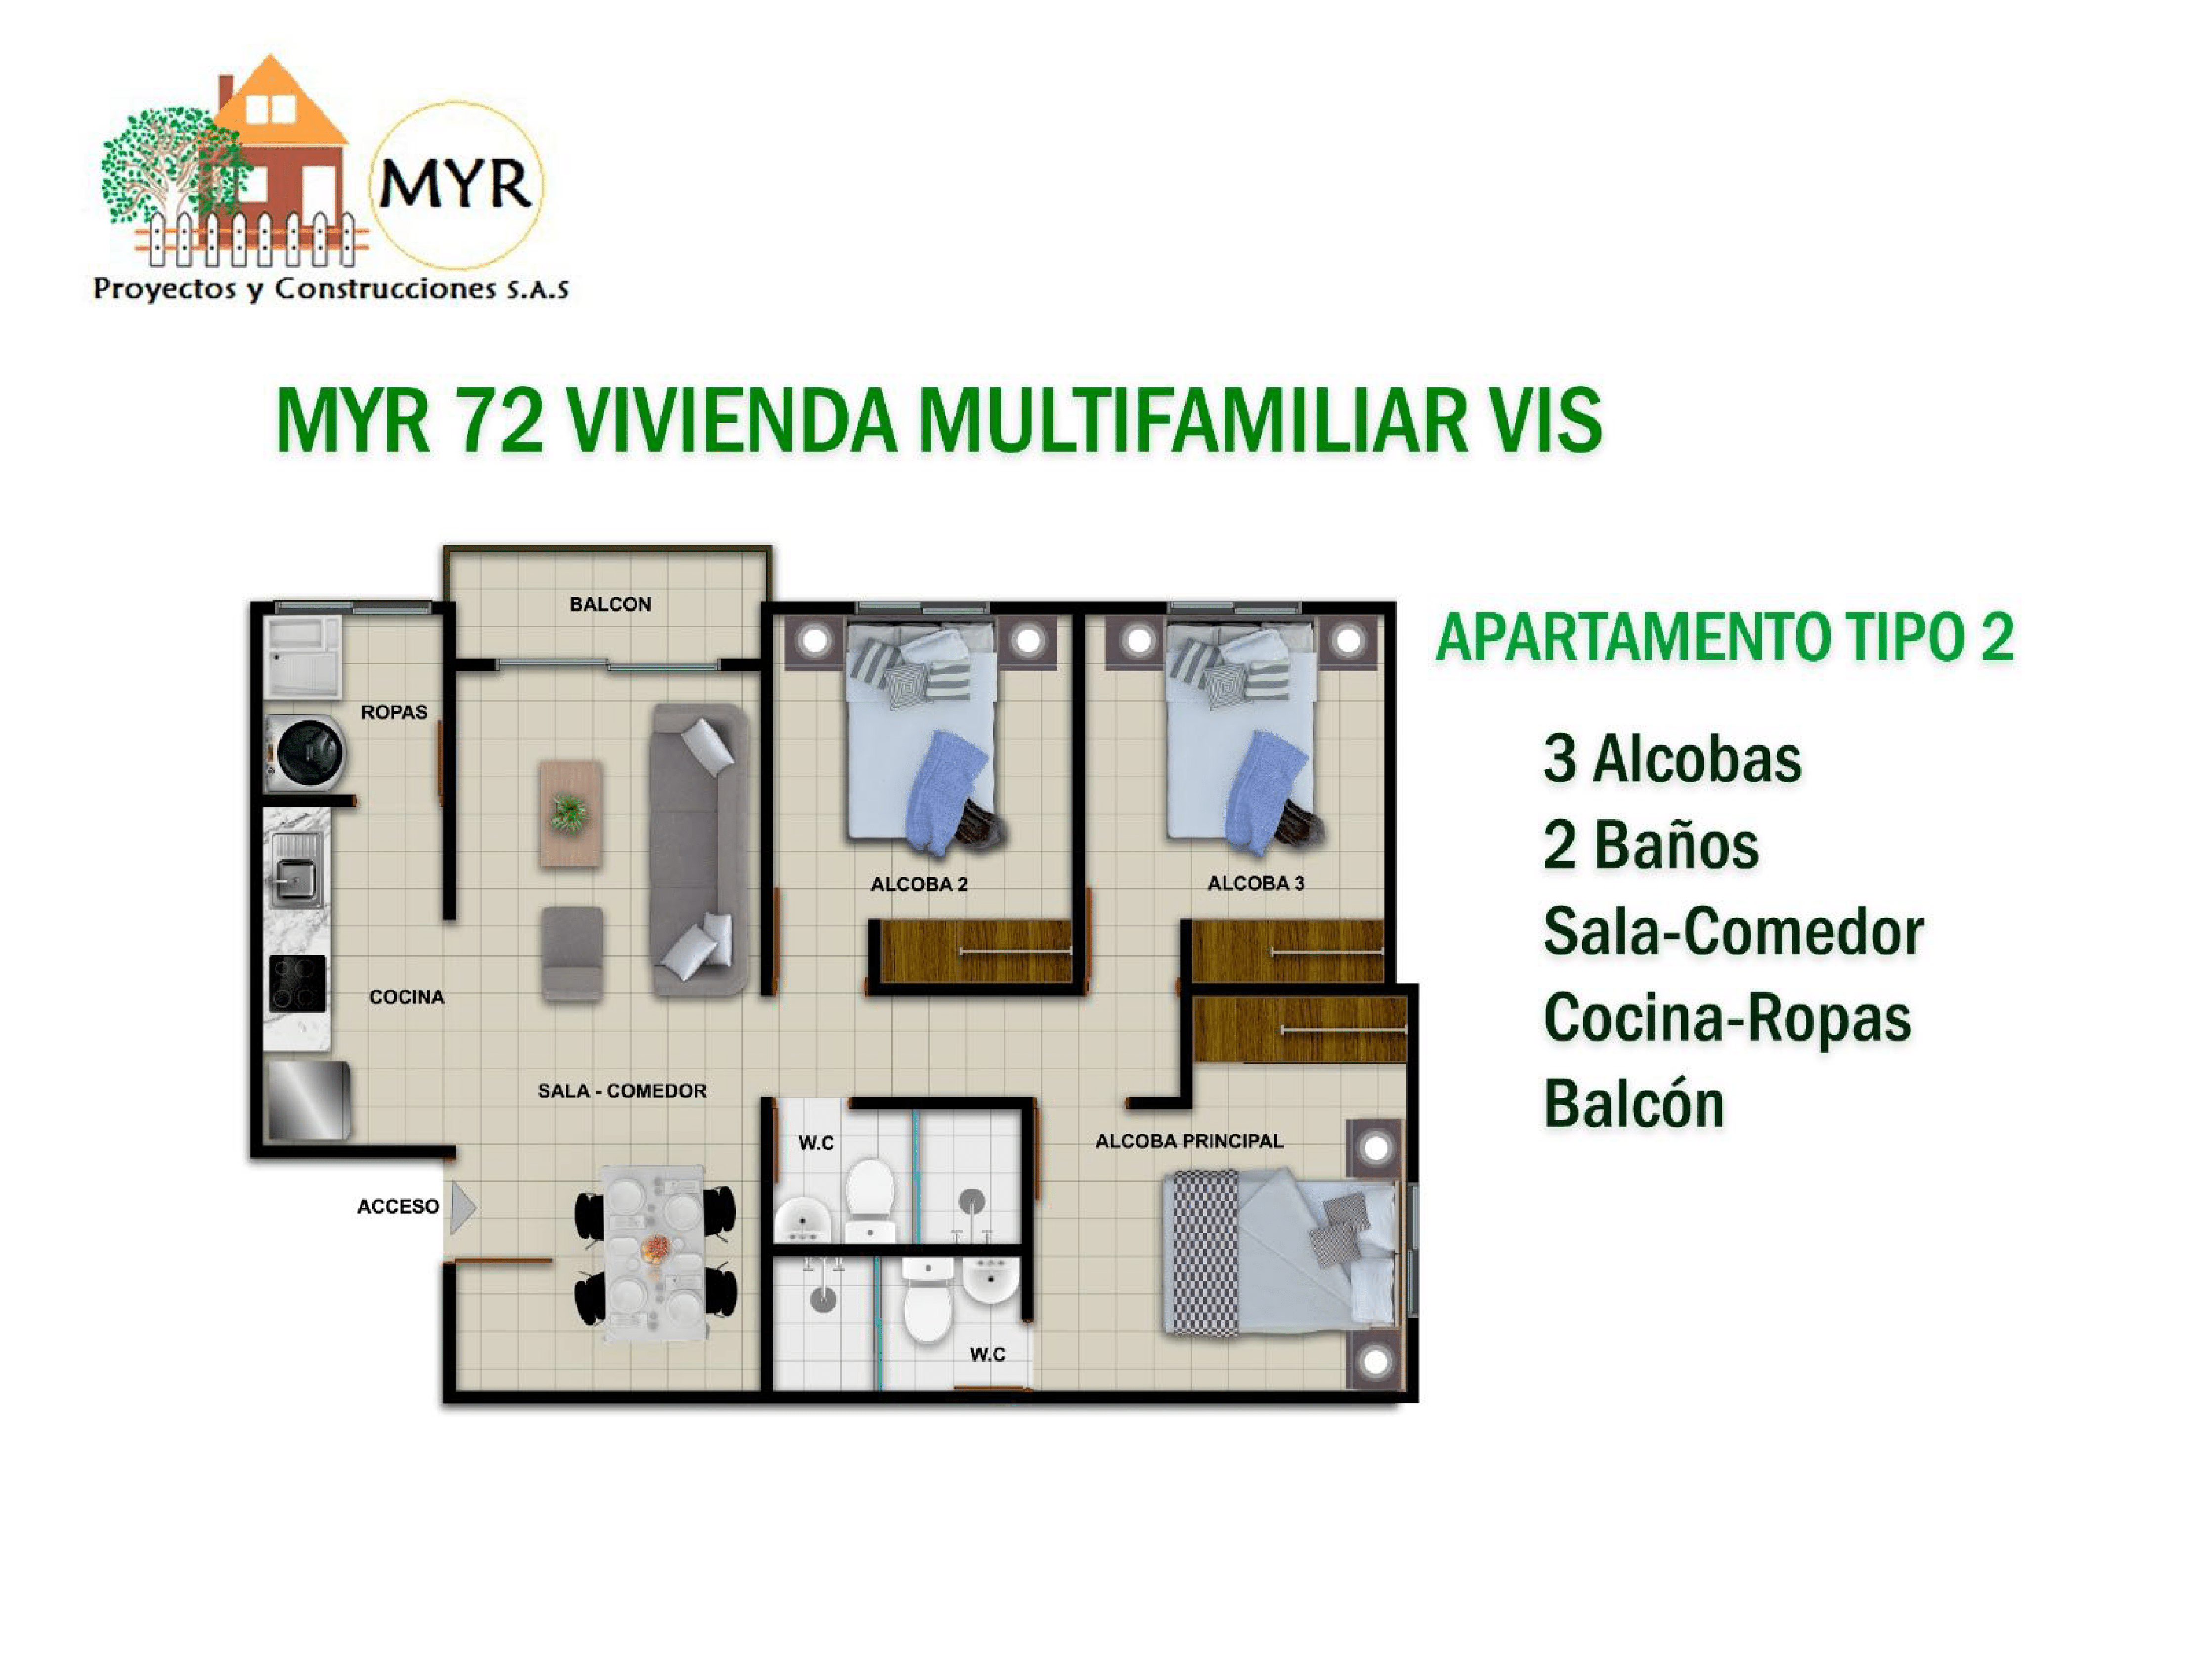 MYR
Proyectos y Construcciones S.A.S
MYR 72 VIVIENDA MULTIFAMILIAR VIS
BALCON
APARTAMENTO TIPO 2
ROPAS
3 Alcobas
2 Baños
ALCOBA 2
ALCOBA 3
Sala-Comedor
COCINA
Cocina-Ropas
SALA - COMEDOR
Balcón
W.C
ALCOBA PRINCIPAL
ACCESO
W.C